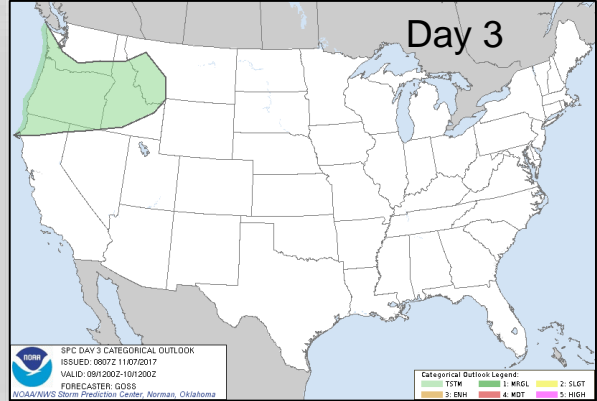 Day 3
NOAA
SPC DAY 3 CATEGORICAL OUTLOOK
ISSUED: 0807Z 11/07/2017
VALID: 09/1200Z-10/1200Z
FORECASTER: GOSS
NOAA/NWS Storm Prediction Center, Norman, Oklahoma
Categorical Outlook Legend:
TSTM 1: MRGL 2: SLGT
3: ENH 4: MDT 5: HIGH